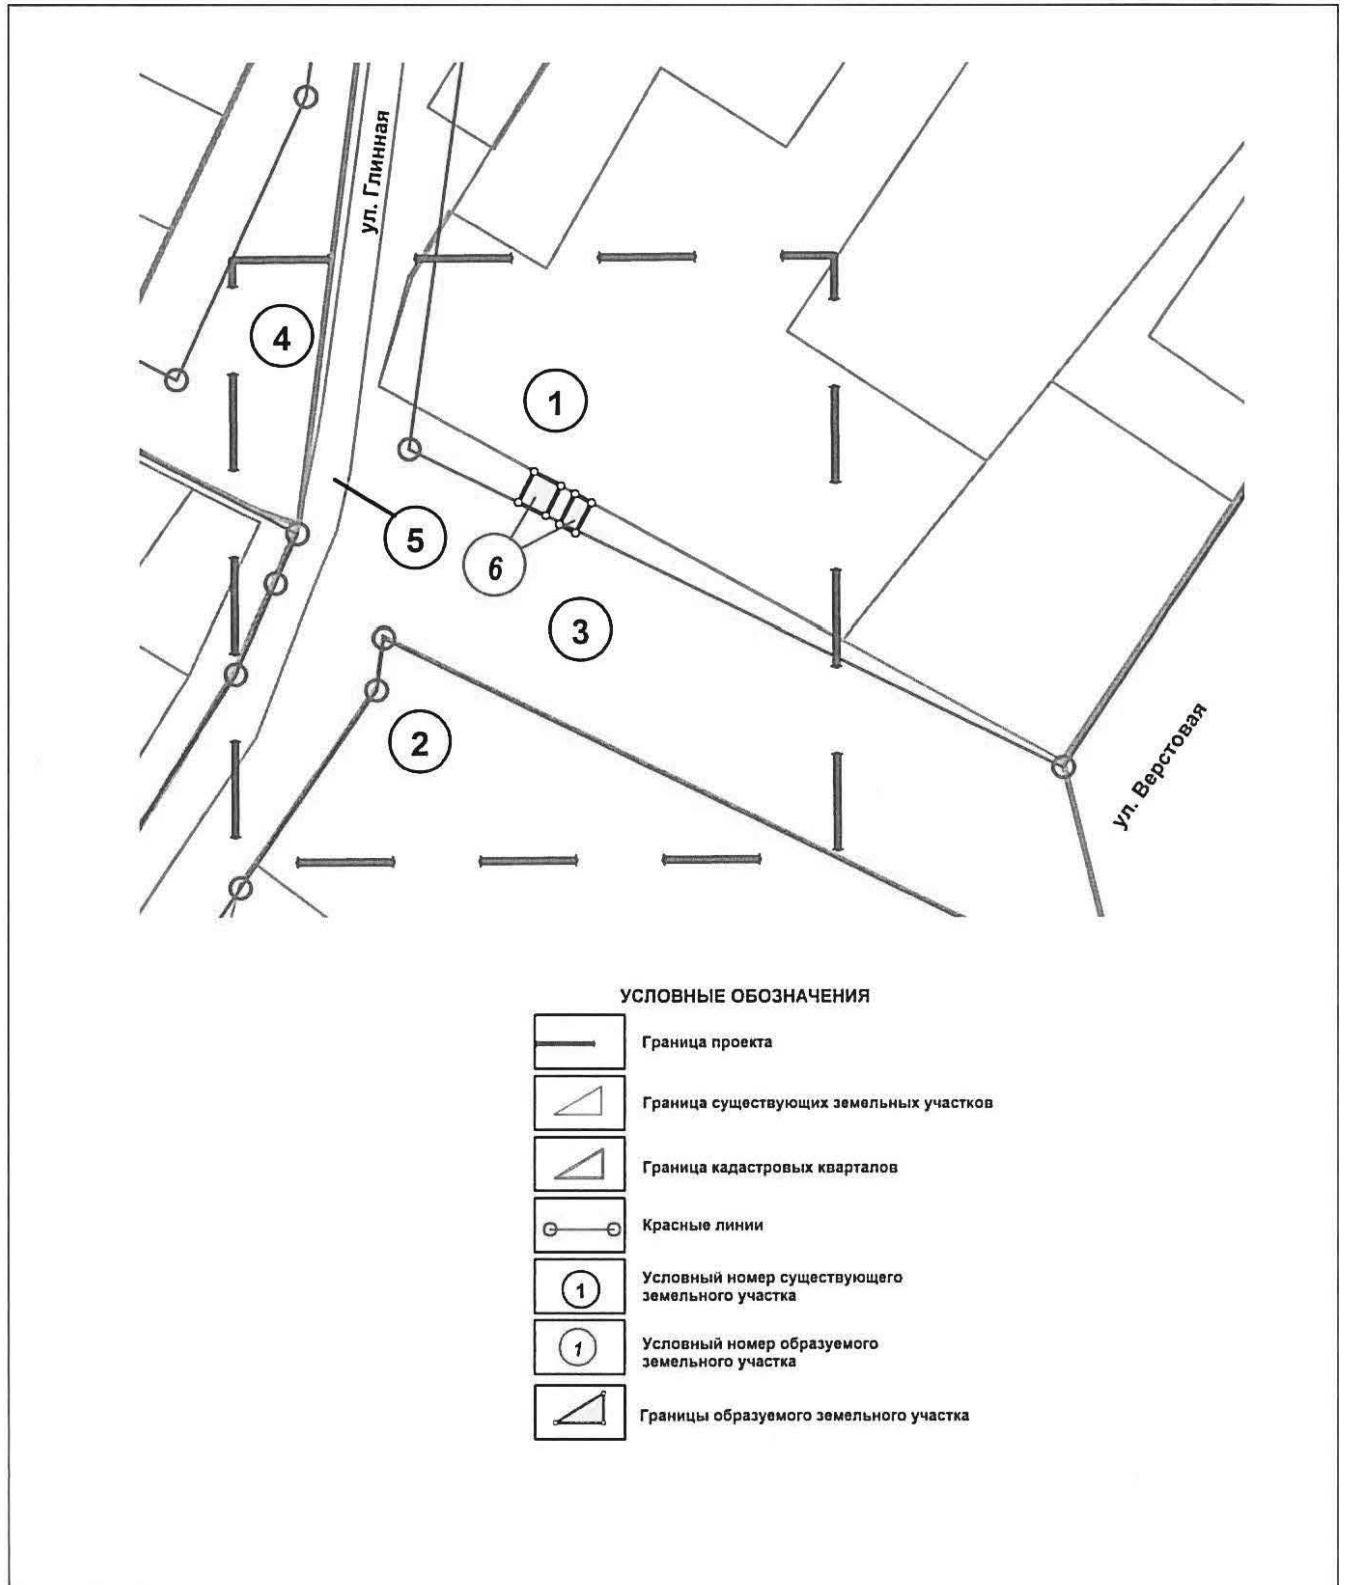 ул. Глинная
4
1
5
6
3
2
ул. Верстовая
УСЛОВНЫЕ ОБОЗНАЧЕНИЯ
Граница проекта
Граница существующих земельных участков
Граница кадастровых кварталов
Красные линии
1
Условный номер существующего
земельного участка
1
Условный номер образуемого
земельного участка
Границы образуемого земельного участка